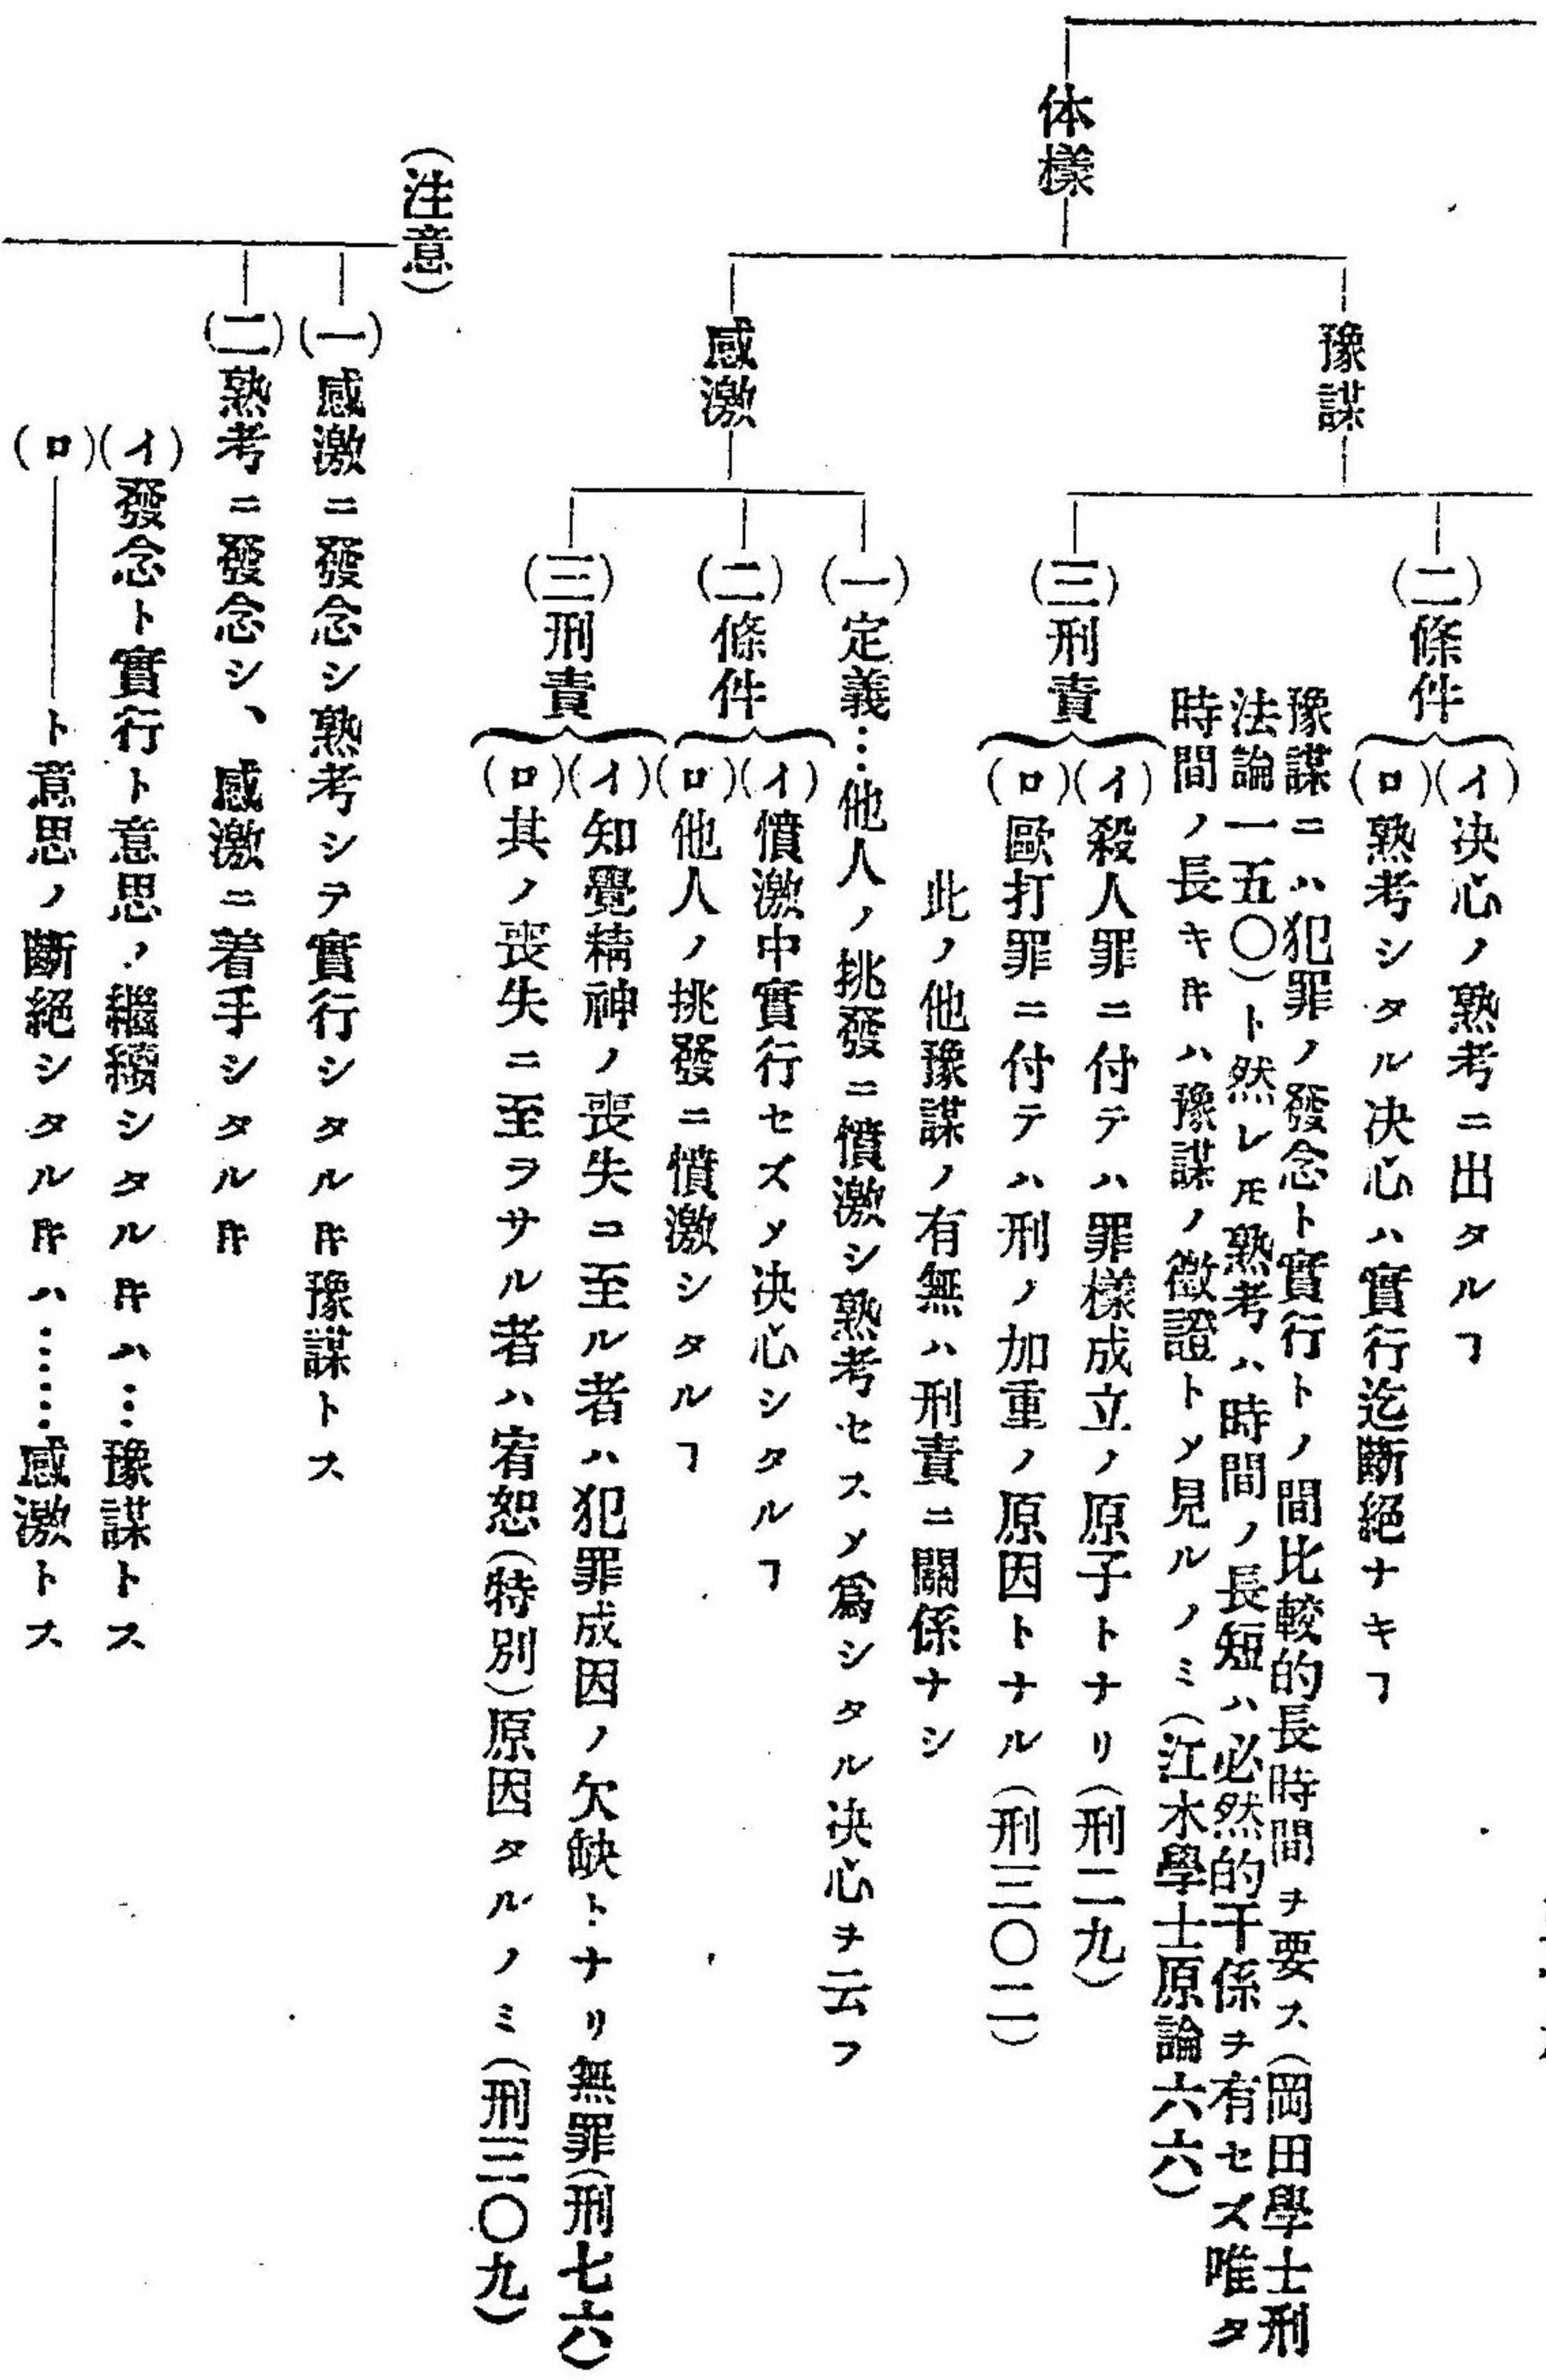 体樣
豫謀
(二)條件
(イ)决心ノ熟考ニ出タルヿ
(ロ)熟考シタル决心ハ實行迄斷絕ナキヿ
豫謀ニハ犯罪ノ發念ト實行トノ間比較的長時間ヲ要ス(岡田學士刑
法論一五〇)ト然レ𪜈熟考ハ時間ノ長短ハ必然的干係ヲ有セズ唯タ
時間ノ長キ𬼀ハ豫謀ノ徵證トメ見ルノミ(江木學士原論六六)
(三)刑責
(イ)殺人罪ニ付テハ罪樣成立ノ原子トナリ(刑二九)
(ロ)歐打罪ニ付テハ刑ノ加重ノ原因トナル(刑三〇二)
此ノ他豫謀ノ有無ハ刑責ニ關係ナシ
感激
(一)定義…他人ノ挑發ニ憤激シ熟考セスメ爲シタル決心ヲ云フ
(二)條件
(イ)憤激中實行セズメ决心シタルヿ
(ロ)他人ノ挑發ニ憤激シタルヿ
(三)刑責
(イ)知覺精神ノ喪失コ至ル者ハ犯罪成因ノ欠缺トナリ無罪(刑七六)
(ロ)其ノ喪失ニ至ラサル者ハ宥恕(特別)原因タルノミ(刑三〇九)
(注意)
(一)感激ニ發念シ熟考シテ實行シタル𬼀豫謀トス
(二)熟考ニ發念シ、感激ニ着手シタル𬼀
(イ)發念ト實行ト意思ノ繼續シタル𬼀ハ…豫謀トス
(ロ)――――ト意思ノ斷絕シタル𬼀ハ……感激トス